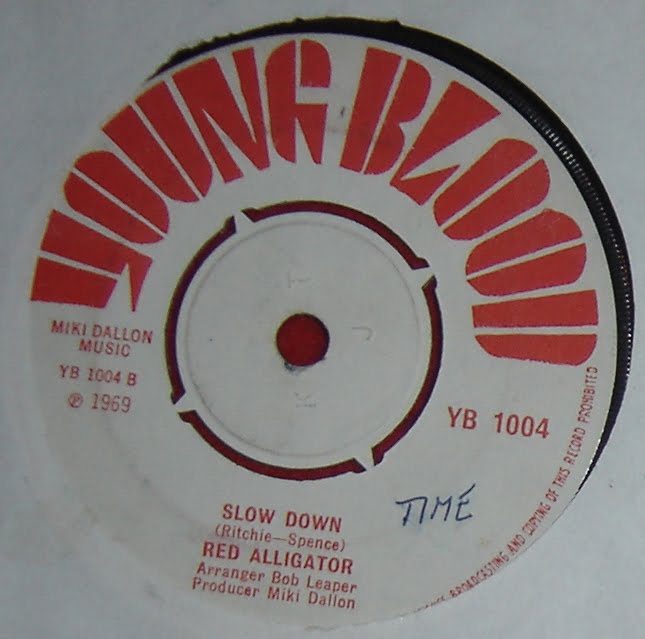 YOUNG BLOOD
MIKI DALLON
MUSIC
YB 1004 B
℗ 1969
YB 1004
T
J
K
TIME
SLOW DOWN
(Ritchie—Spence)
RED ALLIGATOR
Arranger Bob Leaper
Producer Miki Dallon
BROADCASTING AND COPYING OF THIS RECORD PROHIBITED